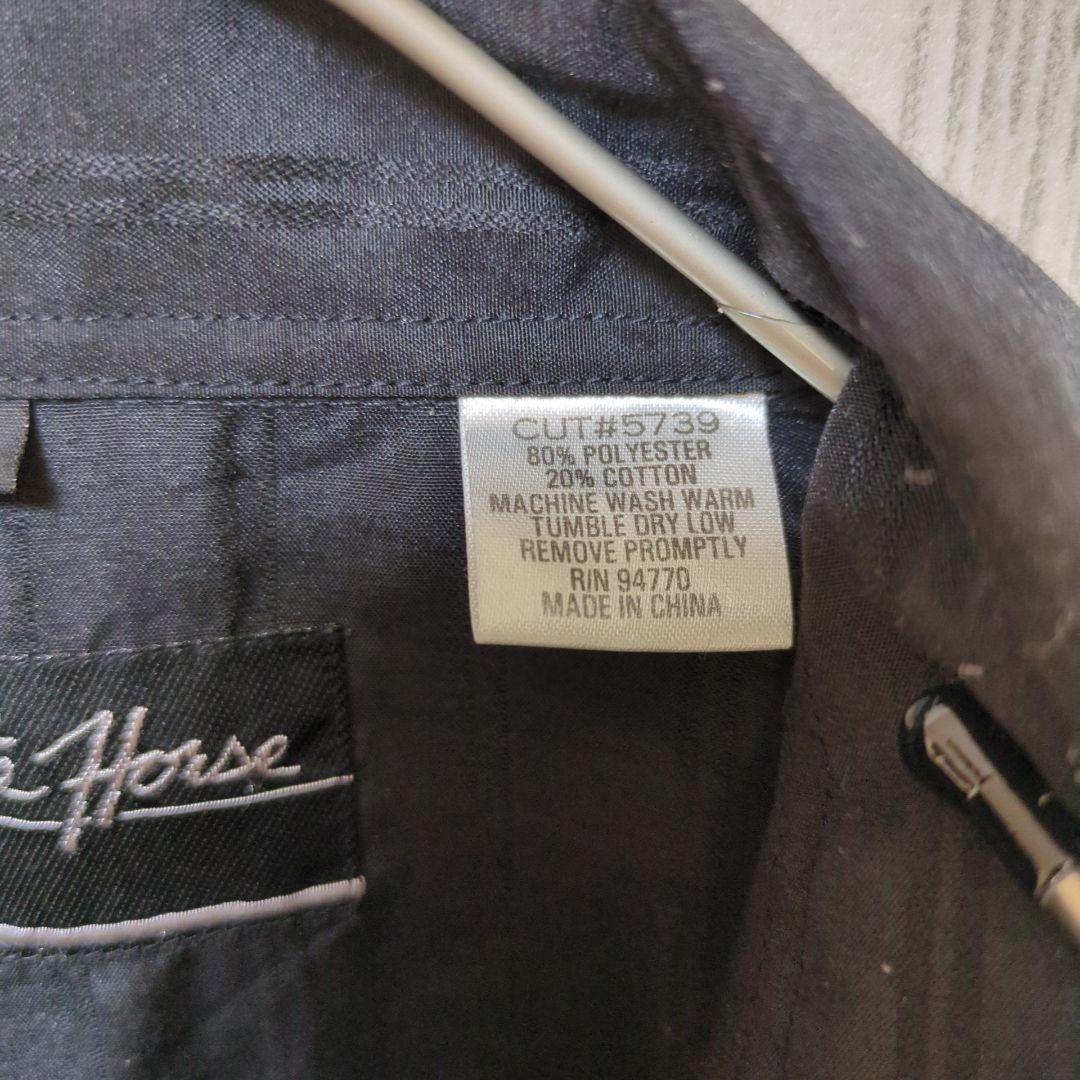 CUT#5739
80% POLYESTER
20% COTTON
MACHINE WASH WARM
TUMBLE DRY LOW
REMOVE PROMPTLY
R/N 94770
MADE IN CHINA
Horse